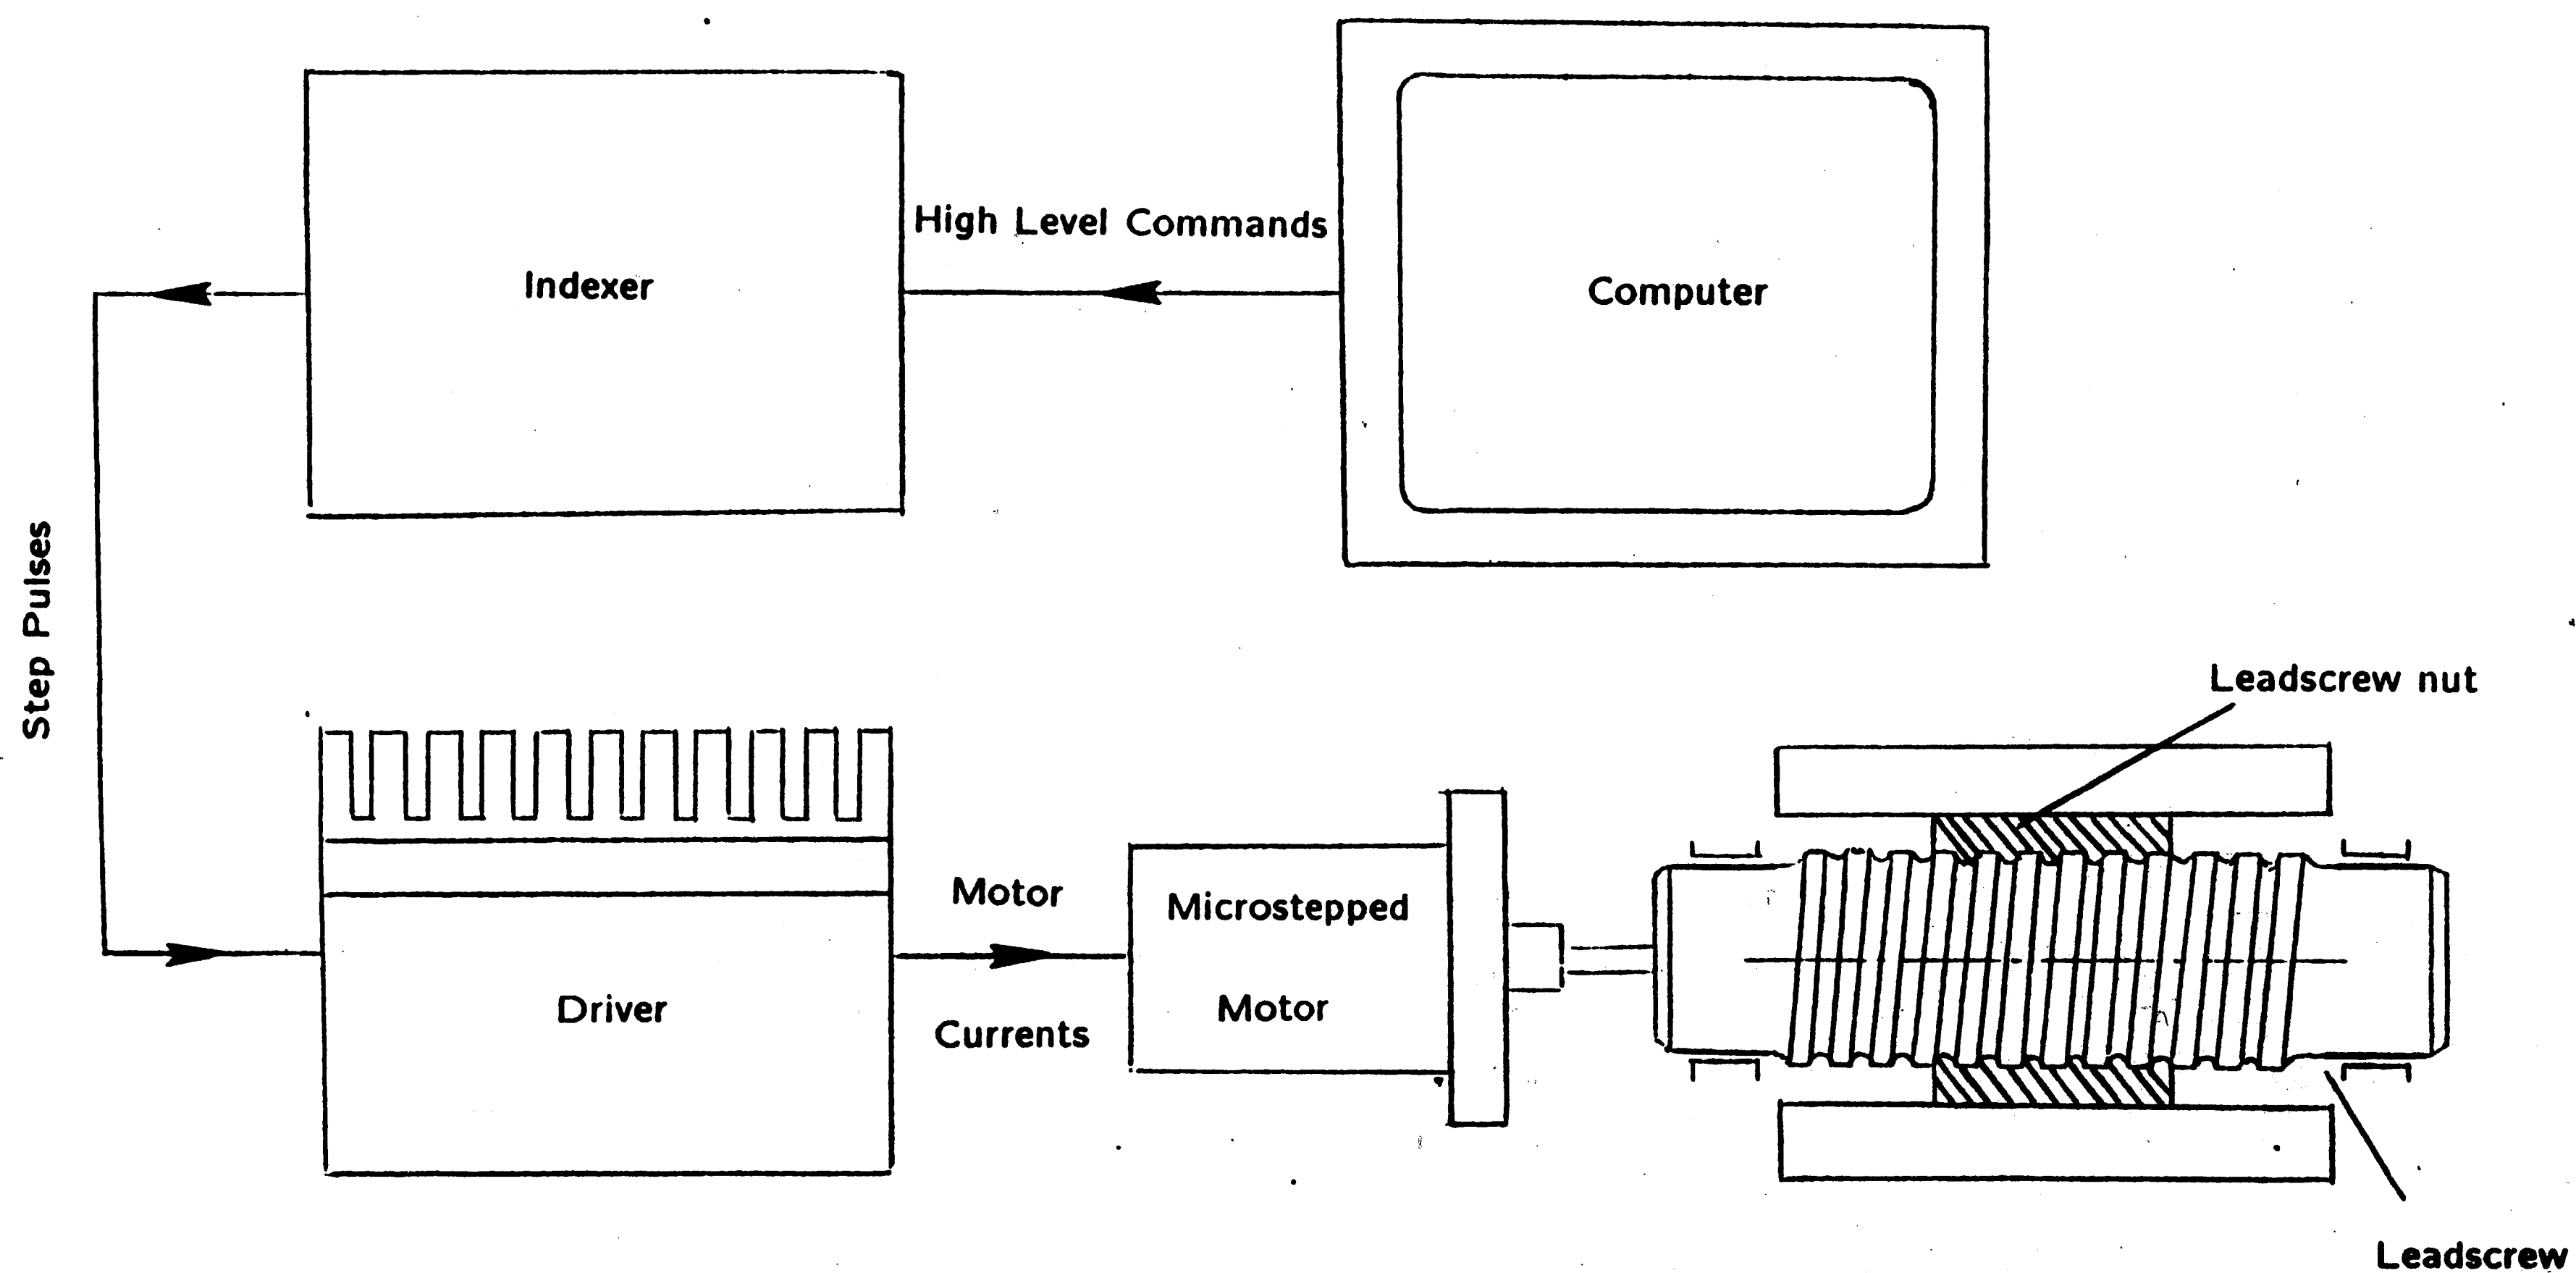 High Level Commands
Indexer
Computer
Step Pulses
Leadscrew nut
Motor
Currents
Microstepped
Motor
Driver
Leadscrew